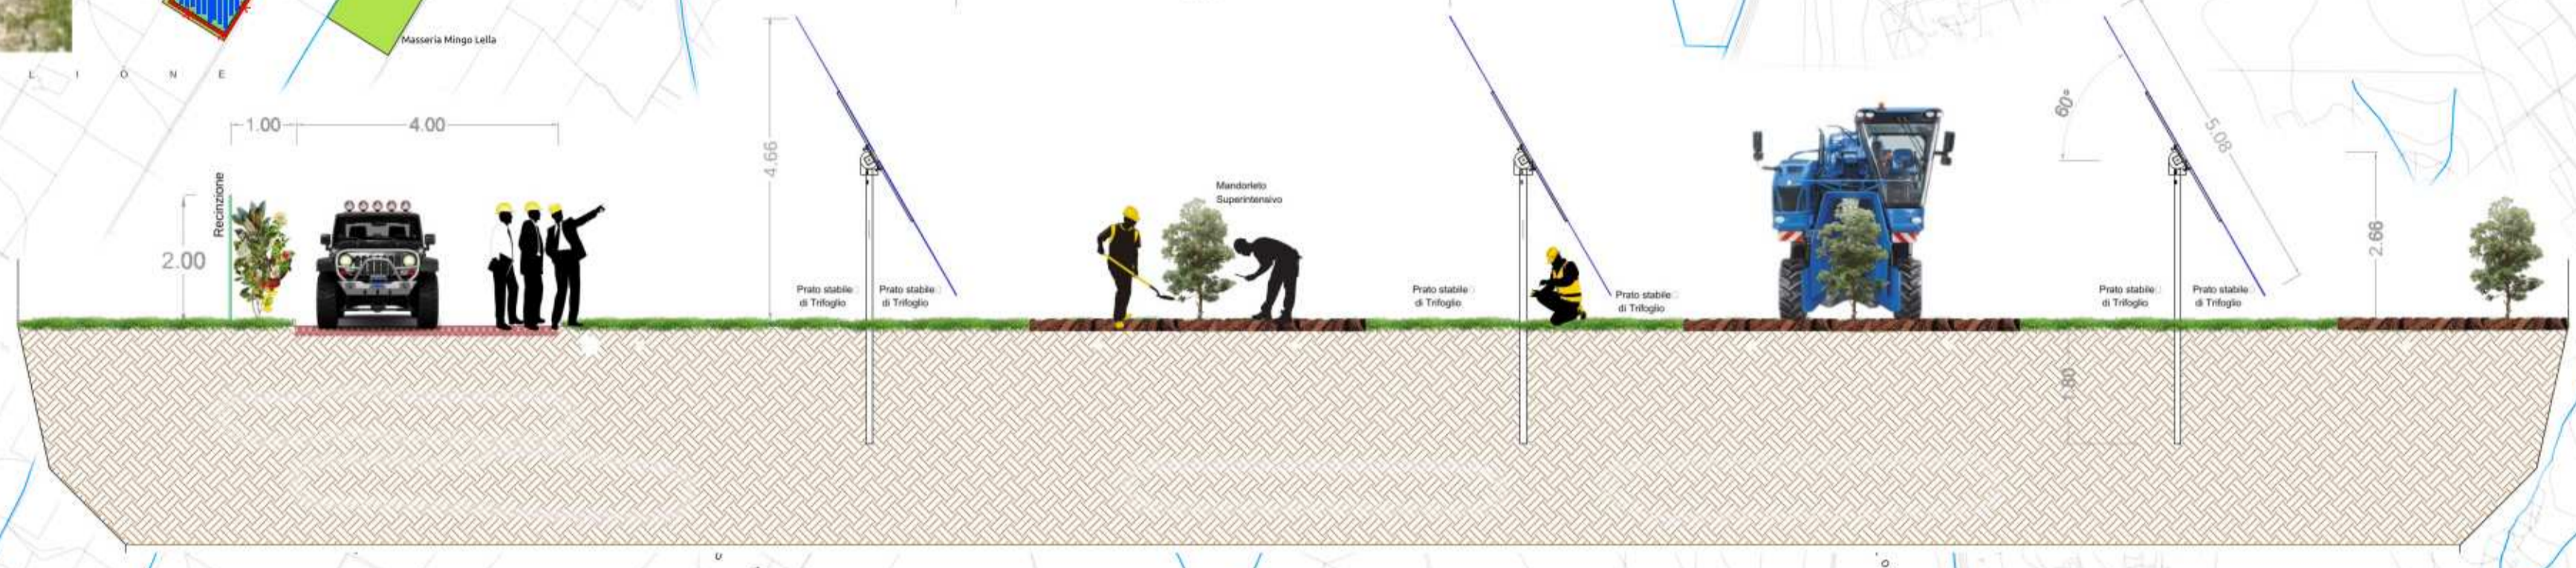 Masseria Mingo Lella
L I O N E
1.00
4.00
2.00
Recinzione
4.66
Prato stabile
di Trifoglio
Prato stabile
di Trifoglio
Mandorleto
Superintensivo
Prato stabile
di Trifoglio
Prato stabile
di Trifoglio
60°
5.08
2.66
Prato stabile
di Trifoglio
Prato stabile
di Trifoglio
1.80